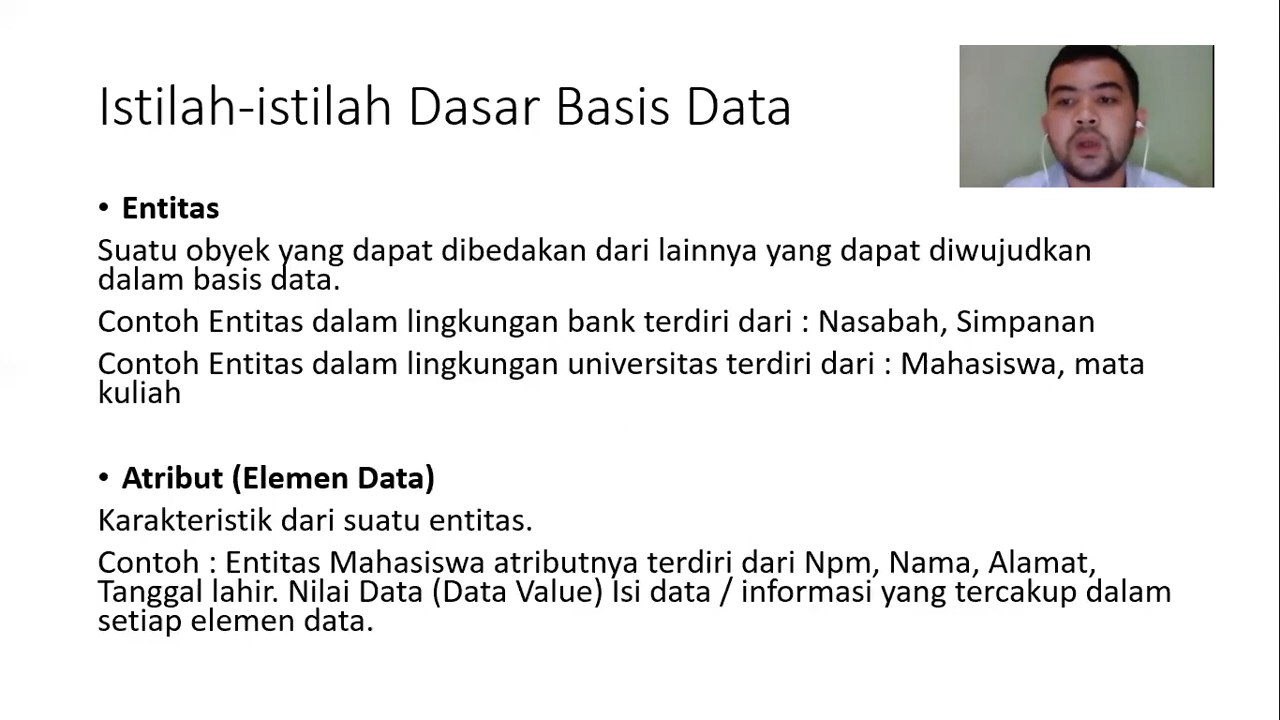 Istilah-istilah Dasar Basis Data
• Entitas
Suatu obyek yang dapat dibedakan dari lainnya yang dapat diwujudkan
dalam basis data.
Contoh Entitas dalam lingkungan bank terdiri dari : Nasabah, Simpanan
Contoh Entitas dalam lingkungan universitas terdiri dari : Mahasiswa, mata
kuliah
• Atribut (Elemen Data)
Karakteristik dari suatu entitas.
Contoh : Entitas Mahasiswa atributnya terdiri dari Npm, Nama, Alamat,
Tanggal lahir. Nilai Data (Data Value) Isi data / informasi yang tercakup dalam
setiap elemen data.